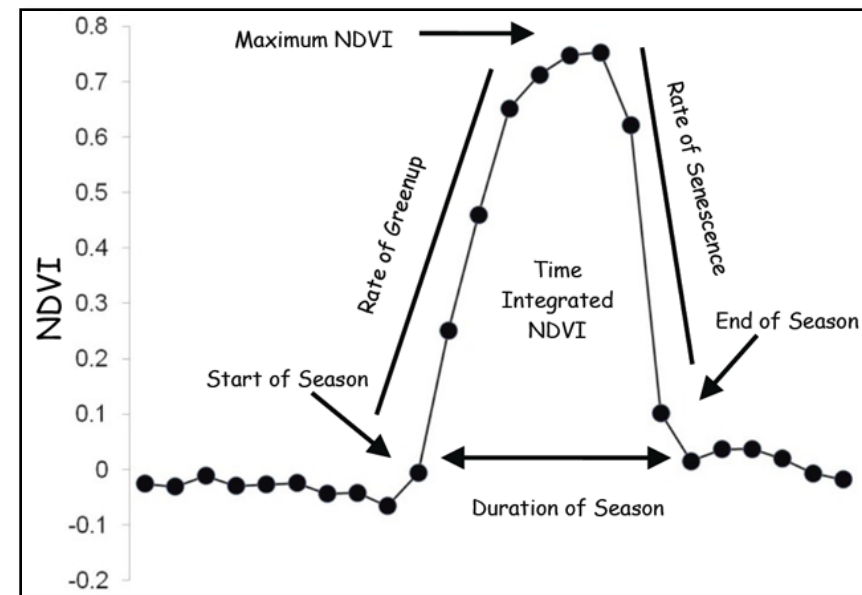 0.8
0.7
0.6
0.5
0.4
0.3
0.2
0.1
0
-0.1
-0.2
NDVI
Maximum NDVI
Rate of Greenup
Rate of Senescence
Time
Integrated
NDVI
End of Season
Start of Season
Duration of Season